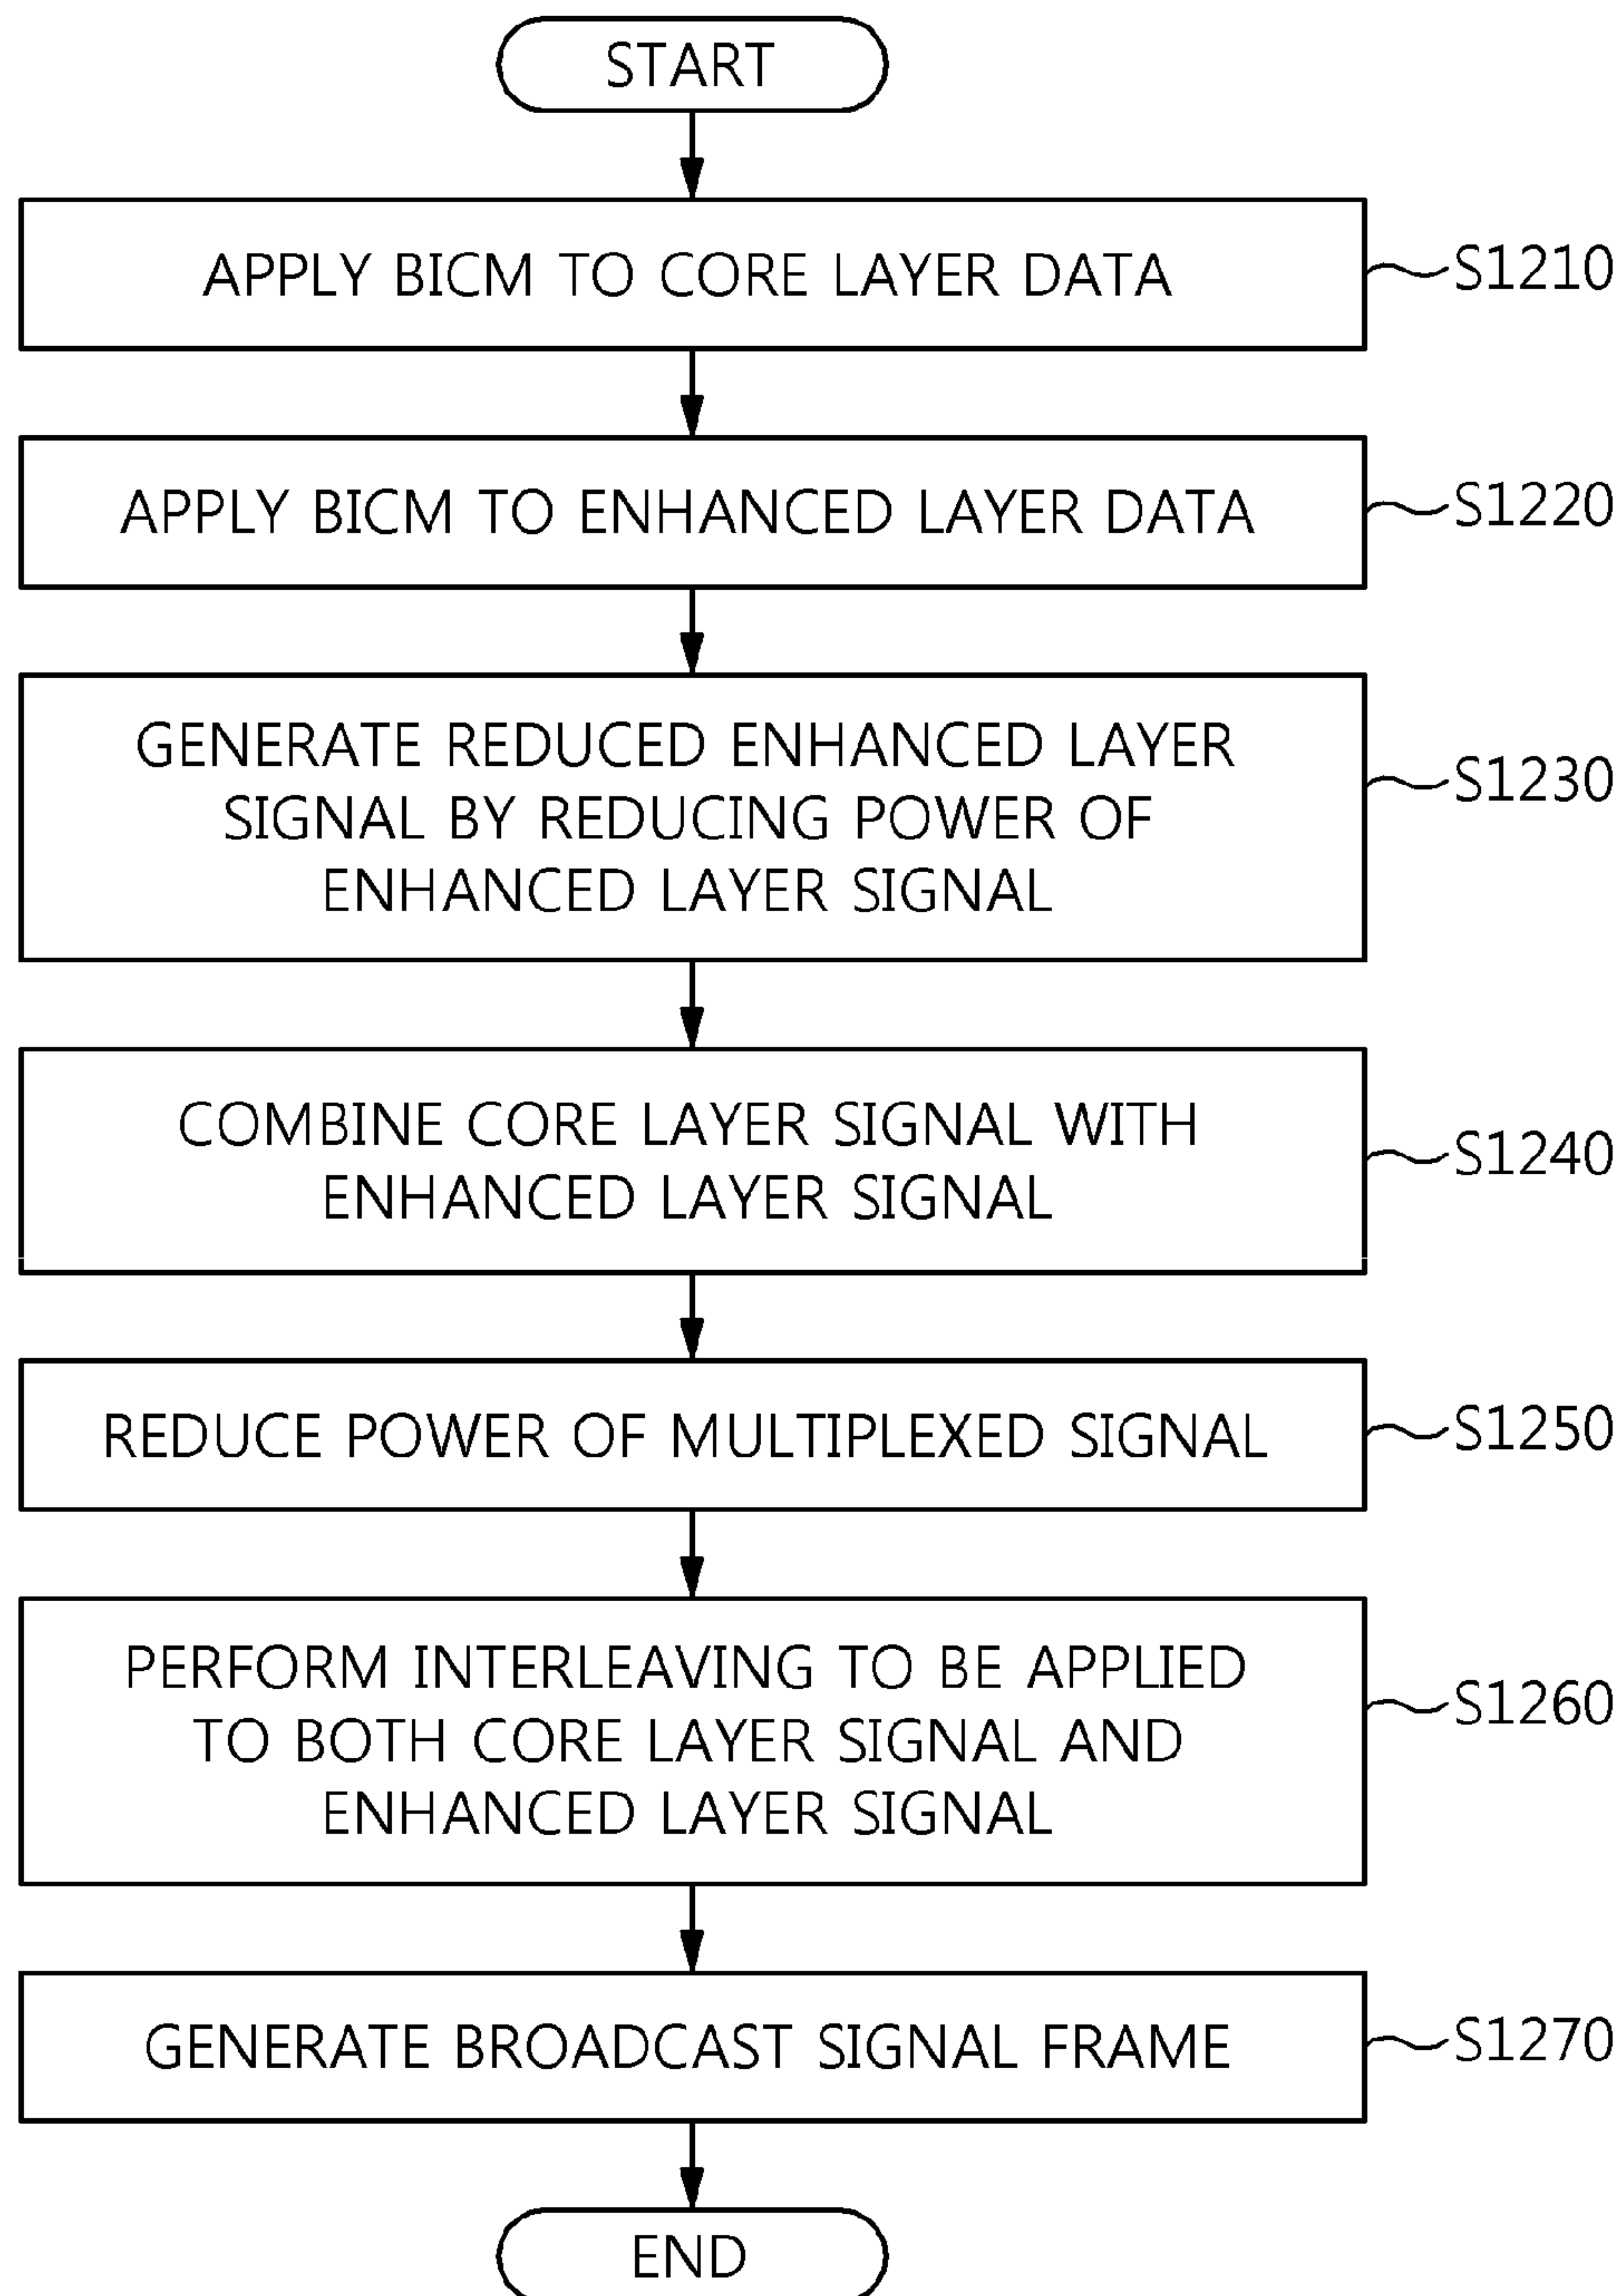 START
APPLY BICM TO CORE LAYER DATA
S1210
APPLY BICM TO ENHANCED LAYER DATA
S1220
GENERATE REDUCED ENHANCED LAYER
SIGNAL BY REDUCING POWER OF
ENHANCED LAYER SIGNAL
S1230
COMBINE CORE LAYER SIGNAL WITH
ENHANCED LAYER SIGNAL
S1240
REDUCE POWER OF MULTIPLEXED SIGNAL
S1250
PERFORM INTERLEAVING TO BE APPLIED
TO BOTH CORE LAYER SIGNAL AND
ENHANCED LAYER SIGNAL
S1260
GENERATE BROADCAST SIGNAL FRAME
S1270
END